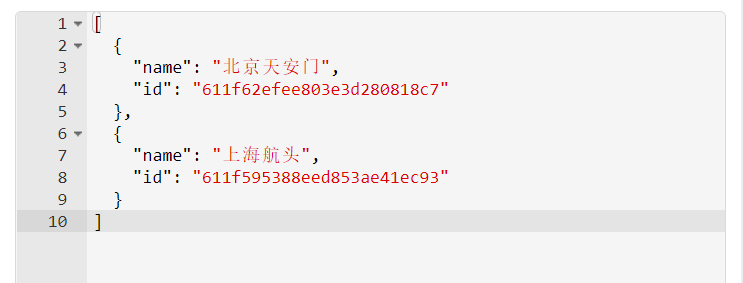 1 [
2 {
3 "name": "北京天安门",
4 "id": "611f62efee803e3d280818c7"
5 },
6 {
7 "name": "上海航头",
8 "id": "611f595388eed853ae41ec93"
9 }
10 ]